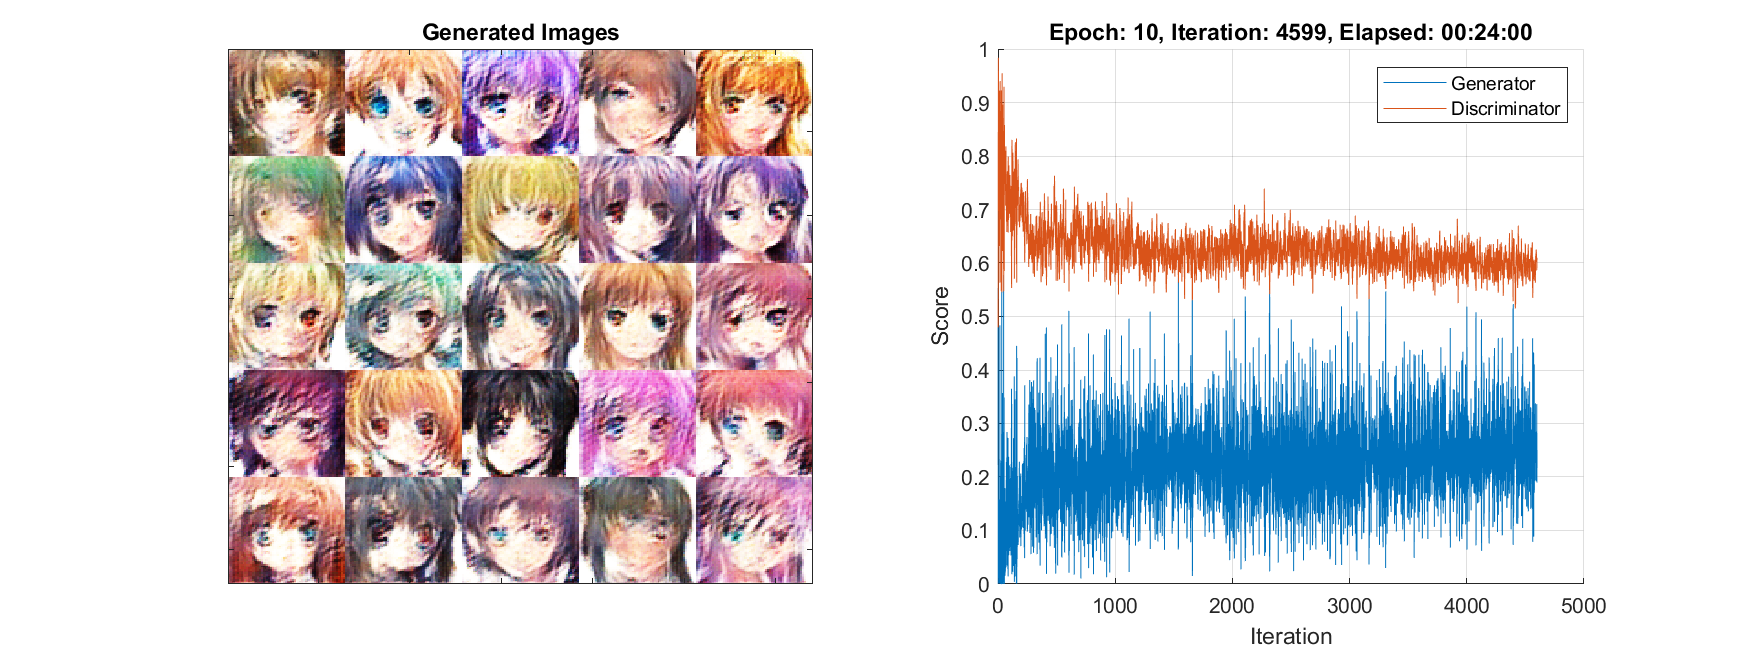 Generated Images
Epoch: 10, Iteration: 4599, Elapsed: 00:24:00
Generator
Discriminator
1
0.9
0.8
0.7
0.6
0.5
0.4
0.3
0.2
0.1
0
Score
0 1000 2000 3000 4000 5000
Iteration